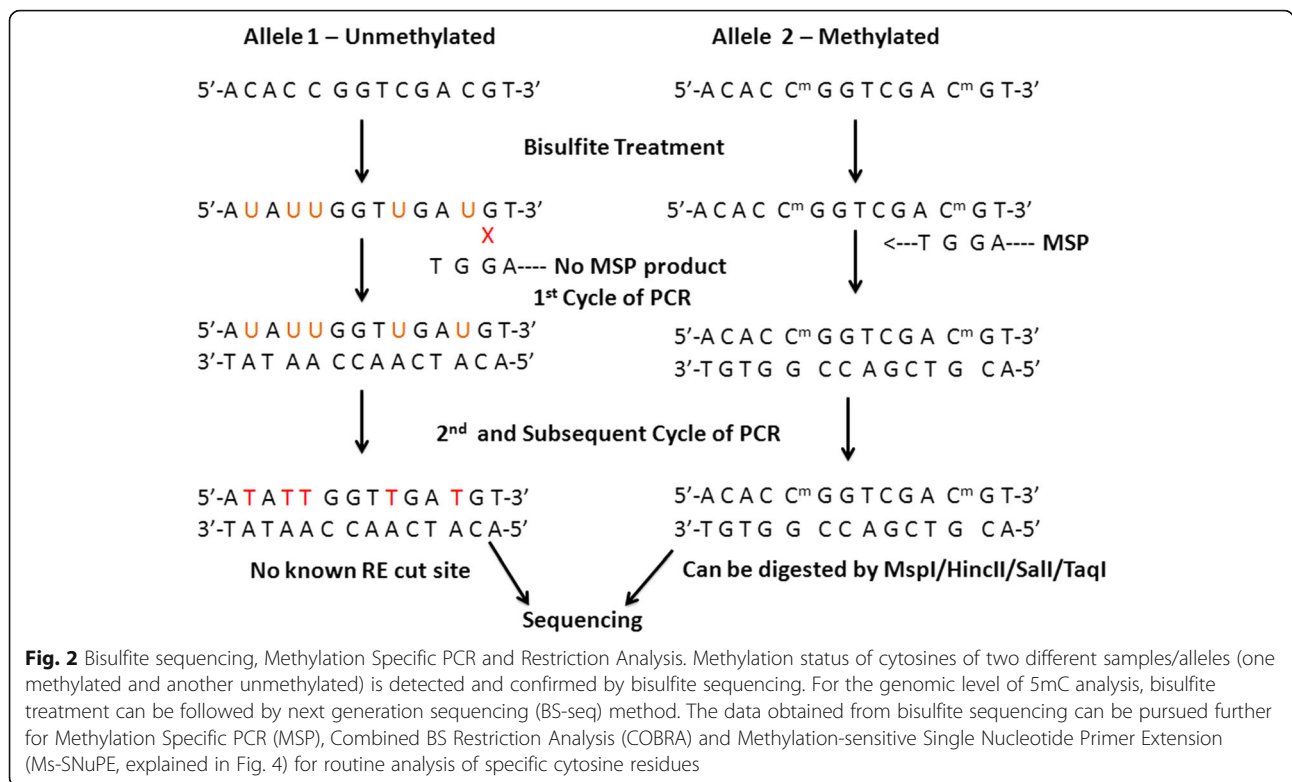 Allele 1 – Unmethylated
Allele 2 – Methylated
5’-A C A C C G G T C G A C G T-3’
5’-A C A C Cᵐ G G T C G A Cᵐ G T-3’
Bisulfite Treatment
5’-A U A U U G G T U G A U G T-3’
5’-A C A C Cᵐ G G T C G A Cᵐ G T-3’
X
T G G A---- No MSP product
<---T G G A---- MSP
1st Cycle of PCR
5’-A U A U U G G T U G A U G T-3’
3’-T A T A A C C A A C T A C A-5’
5’-A C A C Cᵐ G G T C G A Cᵐ G T-3’
3’-T G T G G C C A G C T G C A-5’
2nd and Subsequent Cycle of PCR
5’-A T A T T G G T T G A T G T-3’
3’-T A T A A C C A A C T A C A-5’
5’-A C A C Cᵐ G G T C G A Cᵐ G T-3’
3’-T G T G G C C A G C T G C A-5’
No known RE cut site
Can be digested by MspI/HincII/SalI/TaqI
Sequencing
Fig. 2 Bisulfite sequencing, Methylation Specific PCR and Restriction Analysis. Methylation status of cytosines of two different samples/alleles (one
methylated and another unmethylated) is detected and confirmed by bisulfite sequencing. For the genomic level of 5mC analysis, bisulfite
treatment can be followed by next generation sequencing (BS-seq) method. The data obtained from bisulfite sequencing can be pursued further
for Methylation Specific PCR (MSP), Combined BS Restriction Analysis (COBRA) and Methylation-sensitive Single Nucleotide Primer Extension
(Ms-SNuPE, explained in Fig. 4) for routine analysis of specific cytosine residues